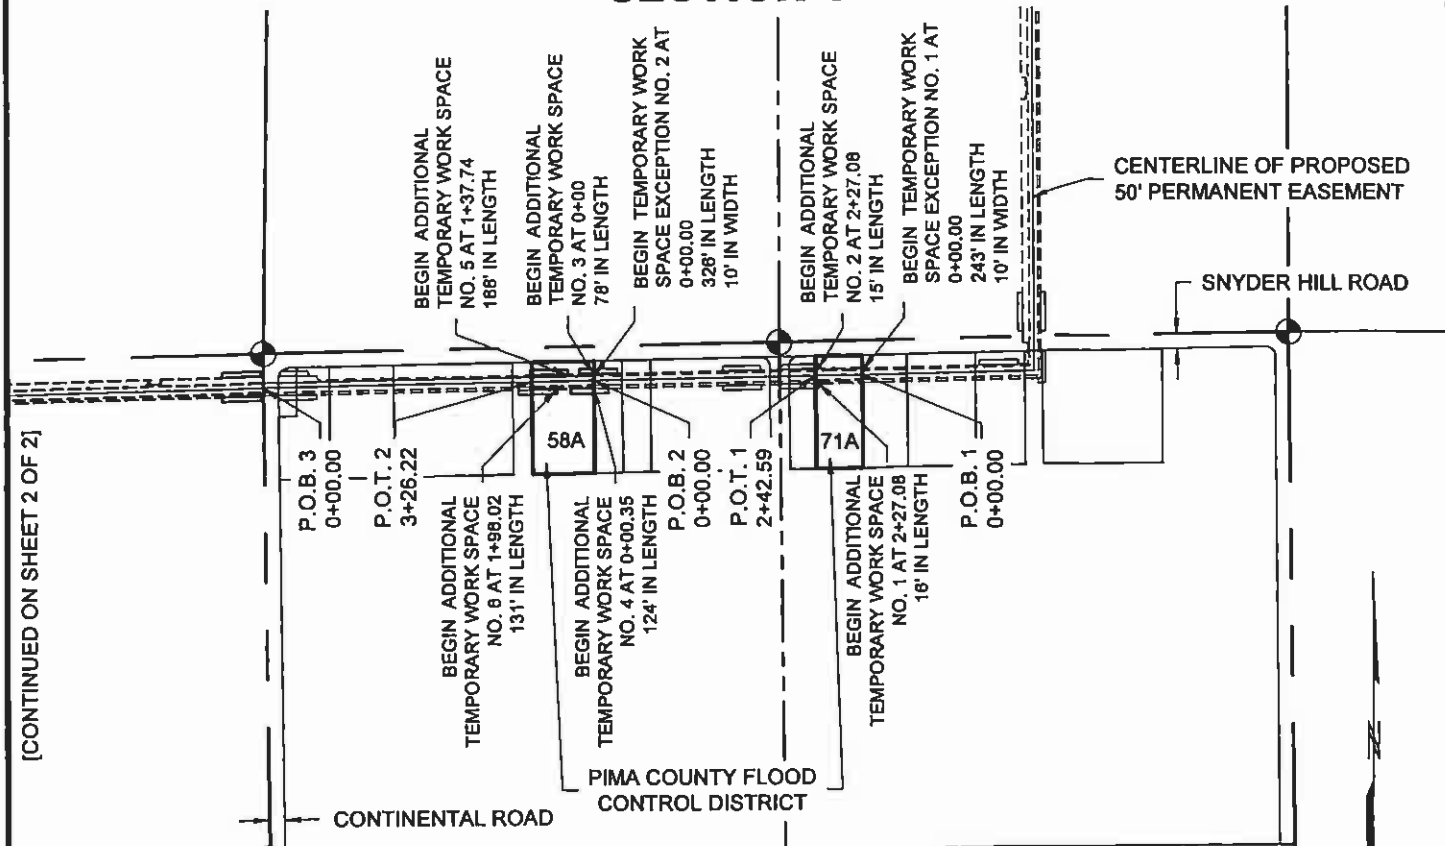 BEGIN ADDITIONAL
TEMPORARY WORK SPACE
NO. 5 AT 1+37.74
188' IN LENGTH
BEGIN ADDITIONAL
TEMPORARY WORK SPACE
NO. 3 AT 0+00
78' IN LENGTH
BEGIN TEMPORARY WORK
SPACE EXCEPTION NO. 2 AT
0+00.00
326' IN LENGTH
10' IN WIDTH
BEGIN ADDITIONAL
TEMPORARY WORK SPACE
NO. 2 AT 2+27.08
15' IN LENGTH
BEGIN TEMPORARY WORK
SPACE EXCEPTION NO. 1 AT
0+00.00
243' IN LENGTH
10' IN WIDTH
CENTERLINE OF PROPOSED
50' PERMANENT EASEMENT
SNYDER HILL ROAD
[CONTINUED ON SHEET 2 OF 2]
P.O.B. 3
0+00.00
P.O.T. 2
3+26.22
58A
71A
P.O.B. 2
0+00.00
P.O.T. 1
2+42.59
P.O.B. 1
0+00.00
BEGIN ADDITIONAL
TEMPORARY WORK SPACE
NO. 6 AT 1+98.02
131' IN LENGTH
BEGIN ADDITIONAL
TEMPORARY WORK SPACE
NO. 4 AT 0+00.35
124' IN LENGTH
BEGIN ADDITIONAL
TEMPORARY WORK SPACE
NO. 1 AT 2+27.08
16' IN LENGTH
PIMA COUNTY FLOOD
CONTROL DISTRICT
CONTINENTAL ROAD
N